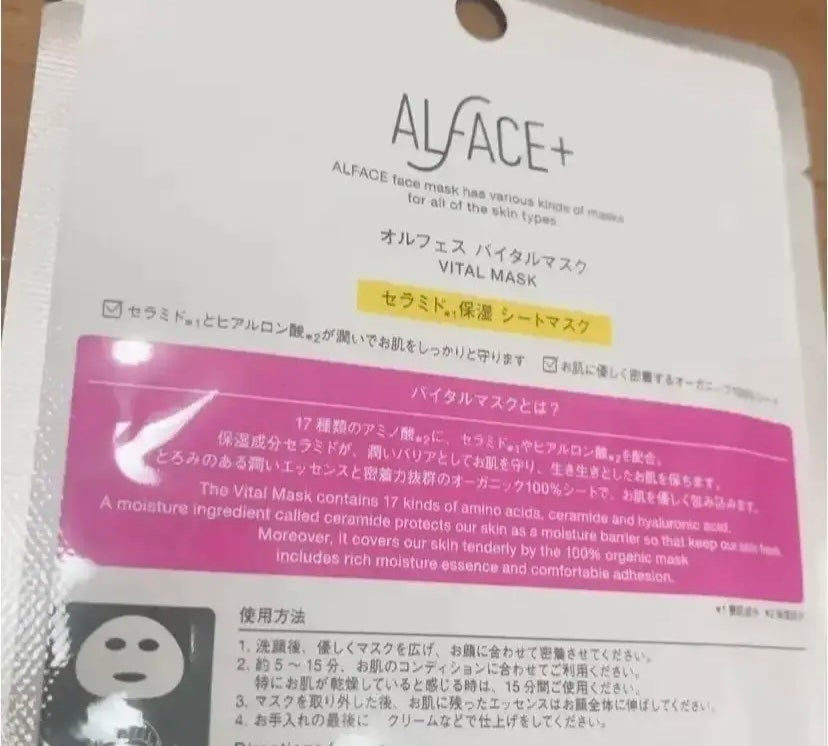 ALFACE+
ALFACE face mask has various kinds of masks
for all of the skin types.
オルフェス バイタルマスク
VITAL MASK
セラミド※1保湿 シートマスク
セラミド※1とヒアルロン酸※2が潤いでお肌をしっかりと守ります
お肌に優しく密着するオーガニック100%シート
バイタルマスクとは？
17種類のアミノ酸※2に、セラミド※1やヒアルロン酸※2を配合。
保湿成分セラミドが、潤いバリアとしてお肌を守り、生き生きとしたお肌を保ちます。
とろみのある潤いエッセンスと密着力抜群のオーガニック100%シートで、お肌を優しく包み込みます。
The Vital Mask contains 17 kinds of amino acids, ceramide and hyaluronic acid.
A moisture ingredient called ceramide protects our skin as a moisture barrier so that keep our skin fresh.
Moreover, it covers our skin tenderly by the 100% organic mask
includes rich moisture essence and comfortable adhesion.
使用方法
1. 洗顔後、優しくマスクを広げ、お顔に合わせて密着させてください。
2. 約5～15分、お肌のコンディションに合わせてご利用ください。
特にお肌が乾燥していると感じる時は、15分間ご使用ください。
3. マスクを取り外した後、お肌に残ったエッセンスはお顔全体に伸ばしてください。
4. お手入れの最後に クリームなどで仕上げをしてください。